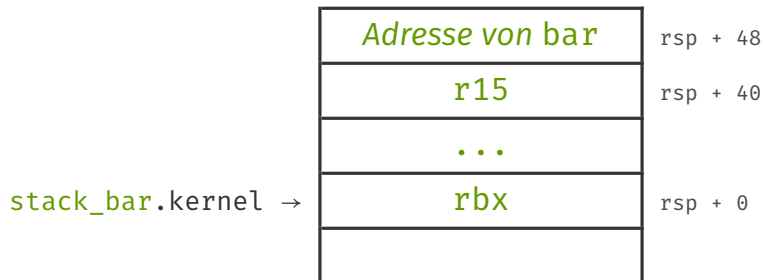 Adresse von bar rsp + 48
r15 rsp + 40
...
stack_bar.kernel → rbx rsp + 0